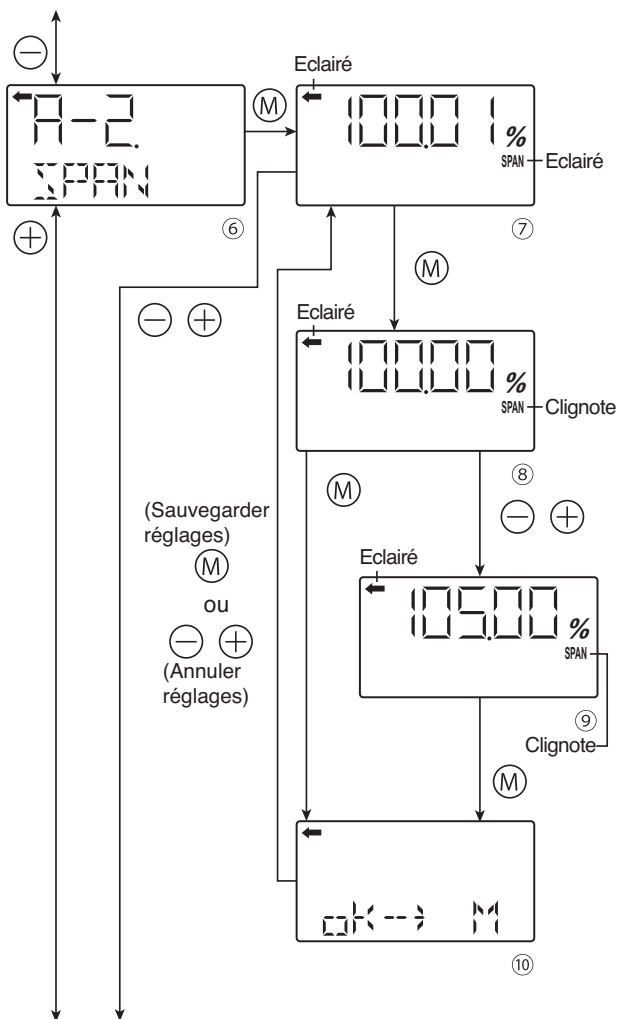 −
Eclairé
A-2.
SPAN
⑥
M
100.01 %
SPAN
Eclairé
⑦
+
− +
M
Eclairé
100.00 %
SPAN
Clignote
⑧
M
− +
(Sauvegarder
réglages)
M
ou
− +
(Annuler
réglages)
Eclairé
105.00 %
SPAN
⑨
Clignote
M
oK--> M
⑩